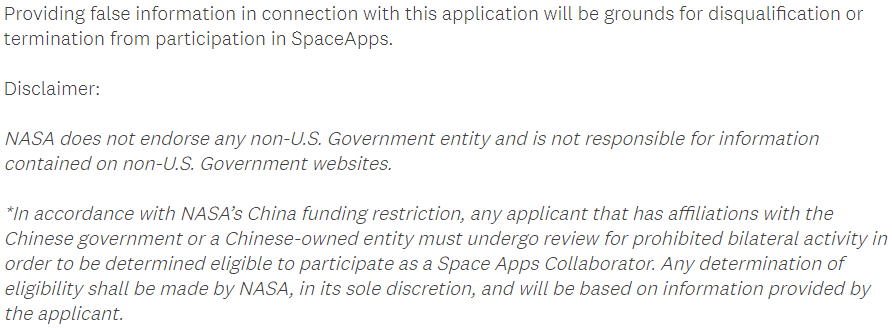 Providing false information in connection with this application will be grounds for disqualification or
termination from participation in SpaceApps.
Disclaimer:
NASA does not endorse any non-U.S. Government entity and is not responsible for information
contained on non-U.S. Government websites.
*In accordance with NASA’s China funding restriction, any applicant that has affiliations with the
Chinese government or a Chinese-owned entity must undergo review for prohibited bilateral activity in
order to be determined eligible to participate as a Space Apps Collaborator. Any determination of
eligibility shall be made by NASA, in its sole discretion, and will be based on information provided by
the applicant.